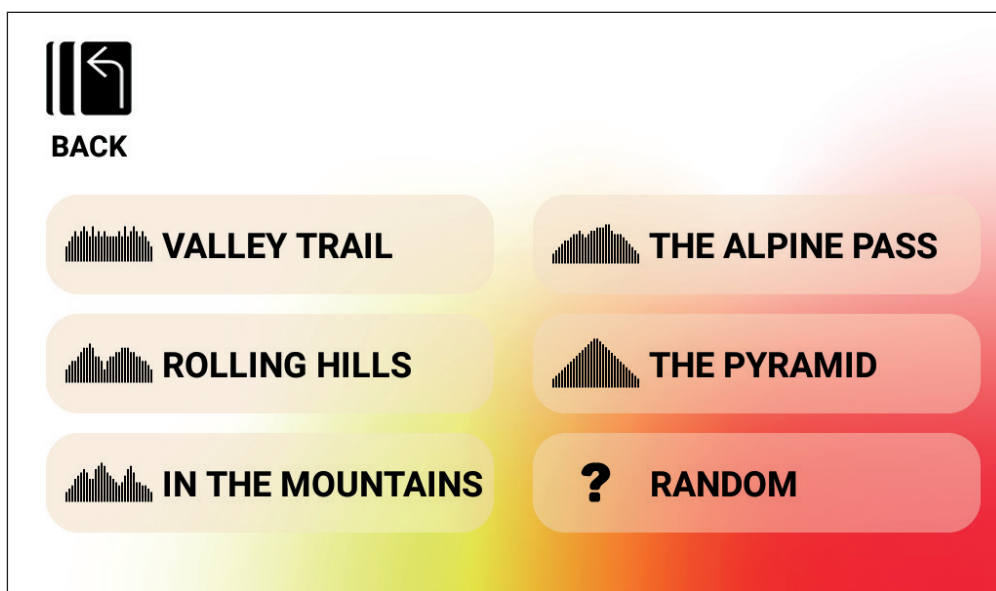 BACK
VALLEY TRAIL
THE ALPINE PASS
ROLLING HILLS
THE PYRAMID
IN THE MOUNTAINS
? RANDOM